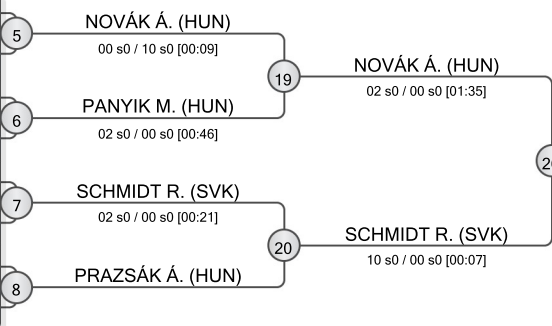 NOVÁK Á. (HUN)
5
00 s0 / 10 s0 [00:09]
19
NOVÁK Á. (HUN)
02 s0 / 00 s0 [01:35]
PANYIK M. (HUN)
6
02 s0 / 00 s0 [00:46]
SCHMIDT R. (SVK)
7
02 s0 / 00 s0 [00:21]
20
SCHMIDT R. (SVK)
10 s0 / 00 s0 [00:07]
PRAZSÁK Á. (HUN)
8